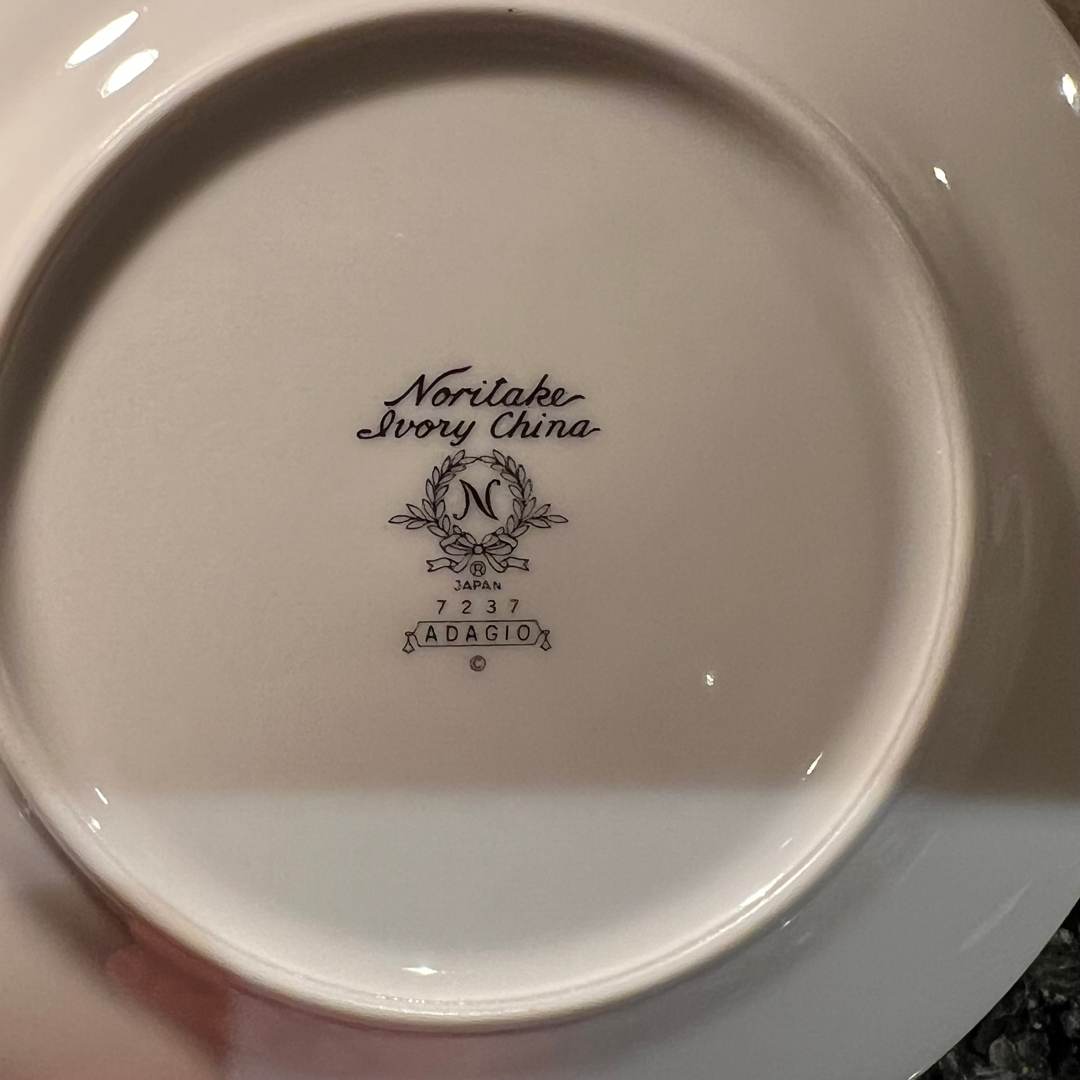 Noritake
Ivory China
N
®
JAPAN
7237
ADAGIO
©